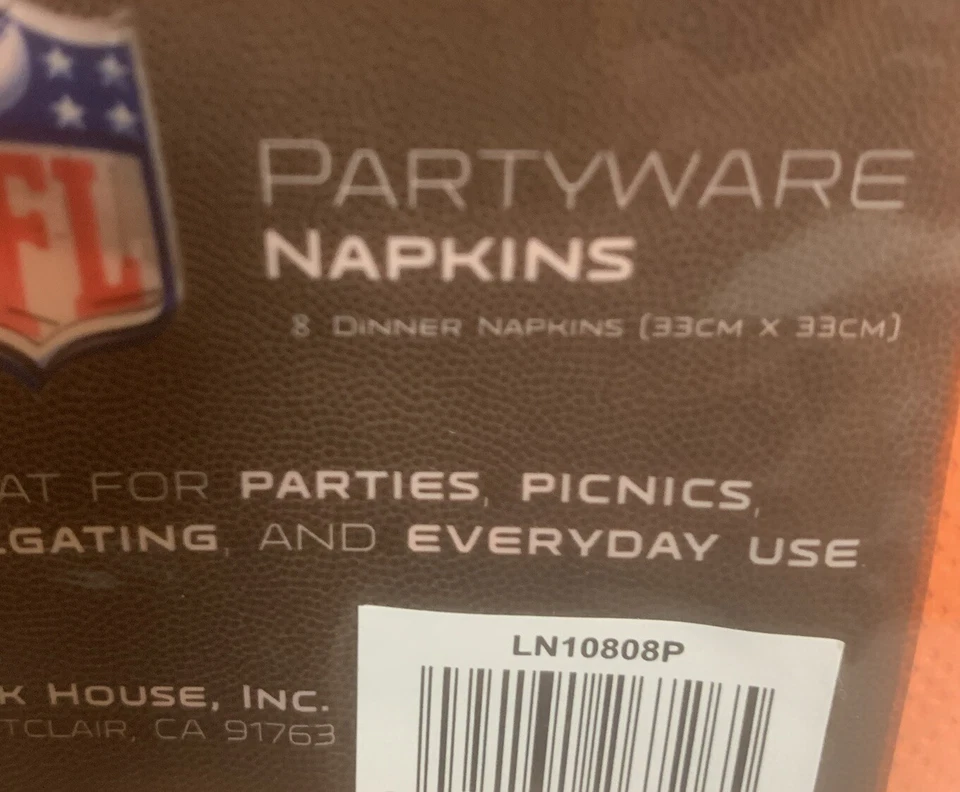 FL
PARTYWARE
NAPKINS
8 DINNER NAPKINS (33CM X 33CM)
AT FOR PARTIES, PICNICS,
LGATING, AND EVERYDAY USE
LN10808P
K HOUSE, INC.
TCLAIR, CA 91763